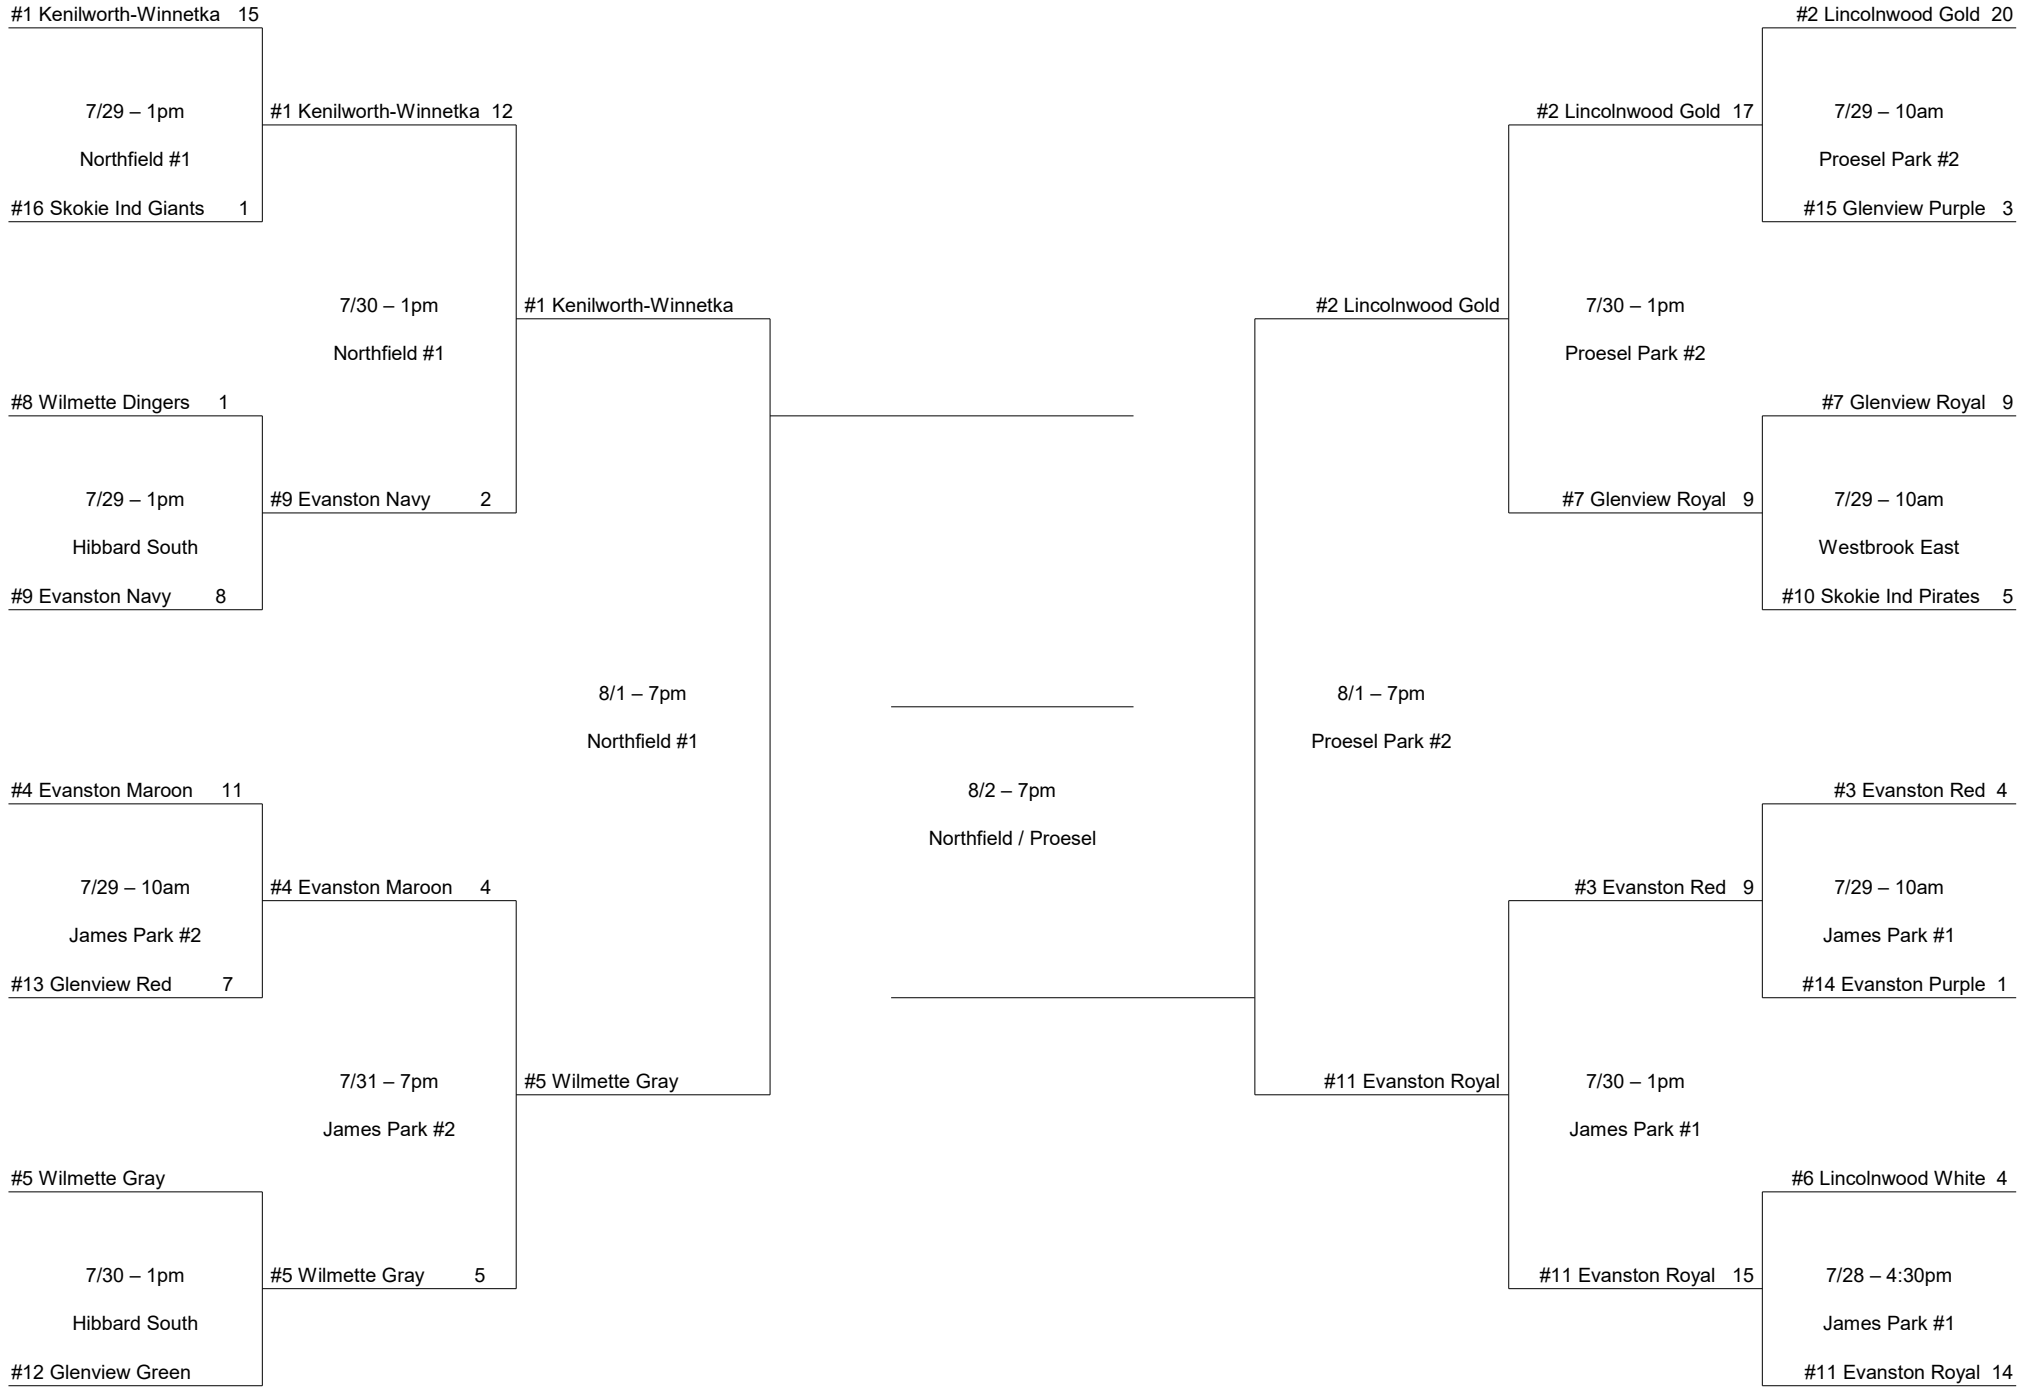 #1 Kenilworth-Winnetka 15
#2 Lincolnwood Gold 20
7/29 – 1pm
#1 Kenilworth-Winnetka 12
#2 Lincolnwood Gold 17
7/29 – 10am
Northfield #1
Proesel Park #2
#16 Skokie Ind Giants 1
#15 Glenview Purple 3
7/30 – 1pm
#1 Kenilworth-Winnetka
#2 Lincolnwood Gold
7/30 – 1pm
Northfield #1
Proesel Park #2
#8 Wilmette Dingers 1
#7 Glenview Royal 9
7/29 – 1pm
#9 Evanston Navy 2
#7 Glenview Royal 9
7/29 – 10am
Hibbard South
Westbrook East
#9 Evanston Navy 8
#10 Skokie Ind Pirates 5
8/1 – 7pm
8/1 – 7pm
Northfield #1
Proesel Park #2
#4 Evanston Maroon 11
8/2 – 7pm
#3 Evanston Red 4
Northfield / Proesel
7/29 – 10am
#4 Evanston Maroon 4
#3 Evanston Red 9
7/29 – 10am
James Park #2
James Park #1
#13 Glenview Red 7
#14 Evanston Purple 1
7/31 – 7pm
#5 Wilmette Gray
#11 Evanston Royal
7/30 – 1pm
James Park #2
James Park #1
#5 Wilmette Gray
#6 Lincolnwood White 4
7/30 – 1pm
#5 Wilmette Gray 5
#11 Evanston Royal 15
7/28 – 4:30pm
Hibbard South
James Park #1
#12 Glenview Green
#11 Evanston Royal 14